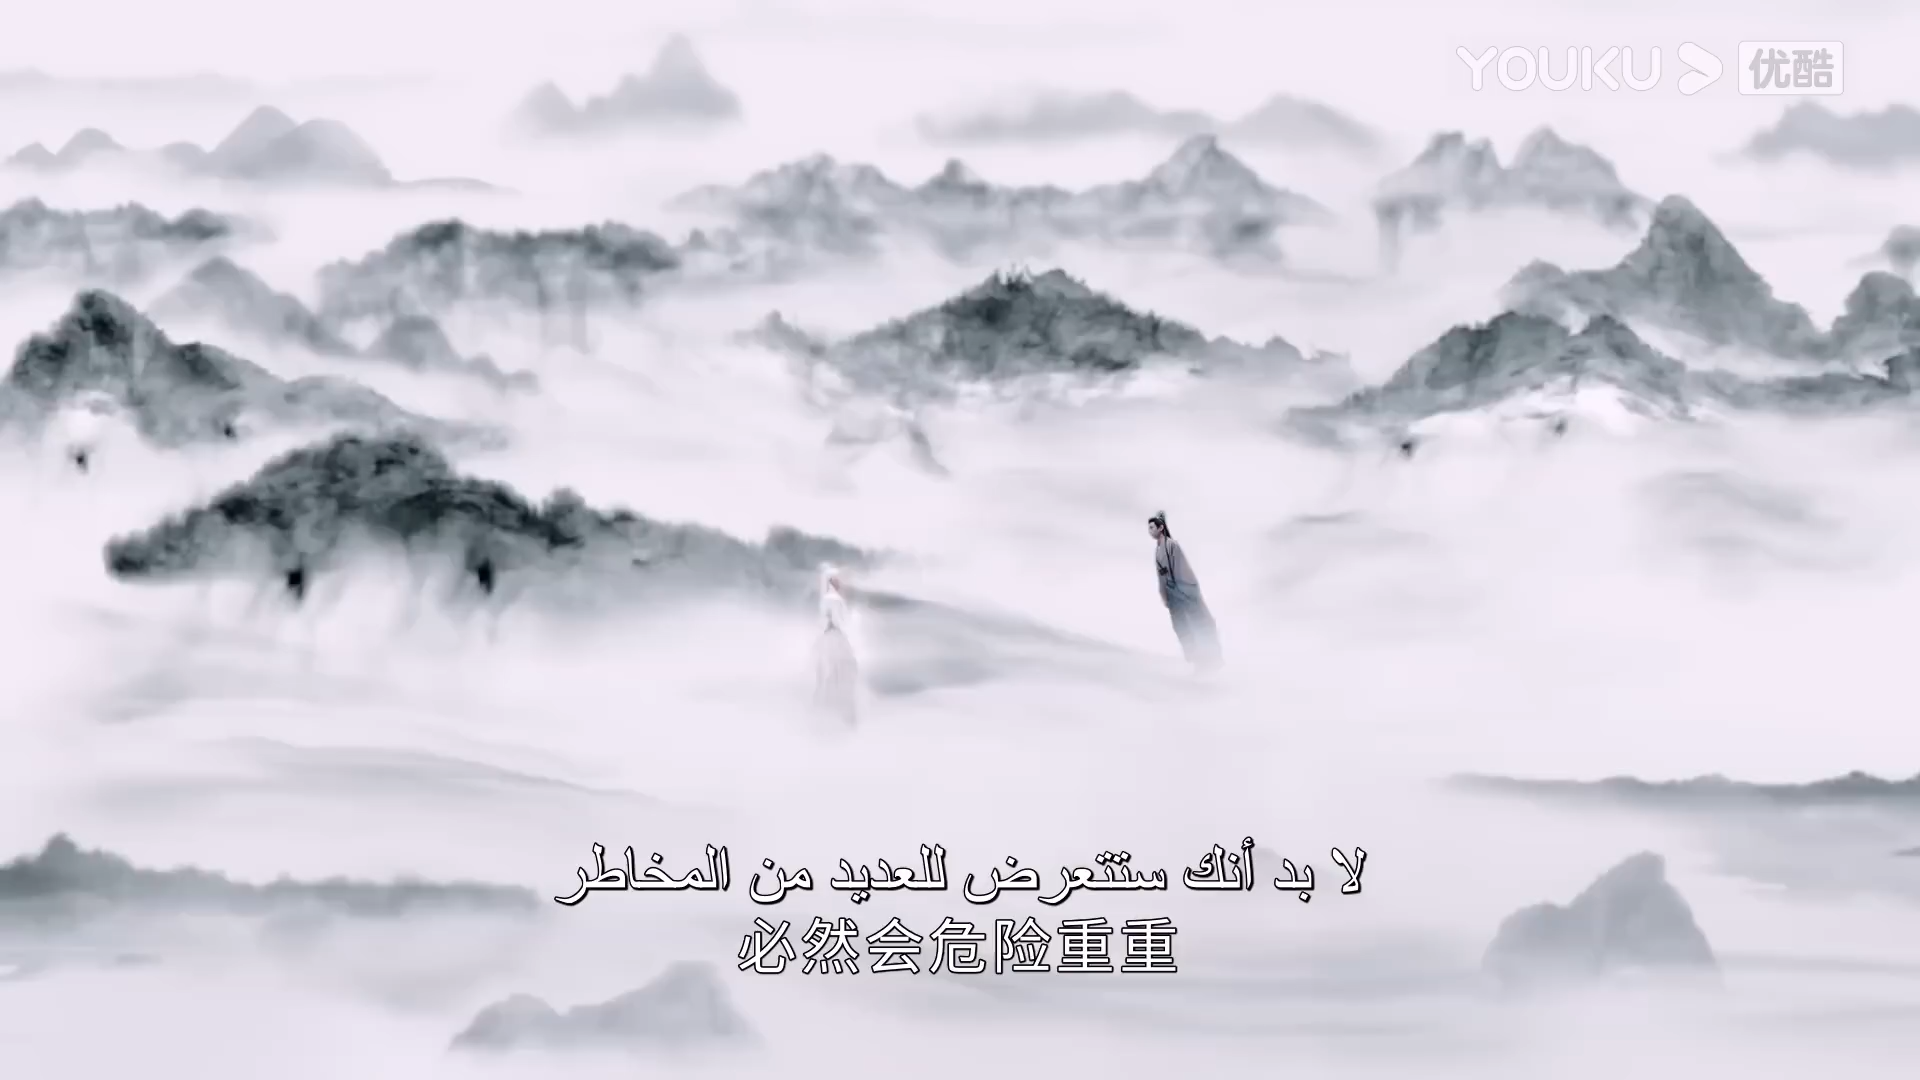 YOUKU 优酷
لا بد أنك ستتعرض للعديد من المخاطر
必然会危险重重